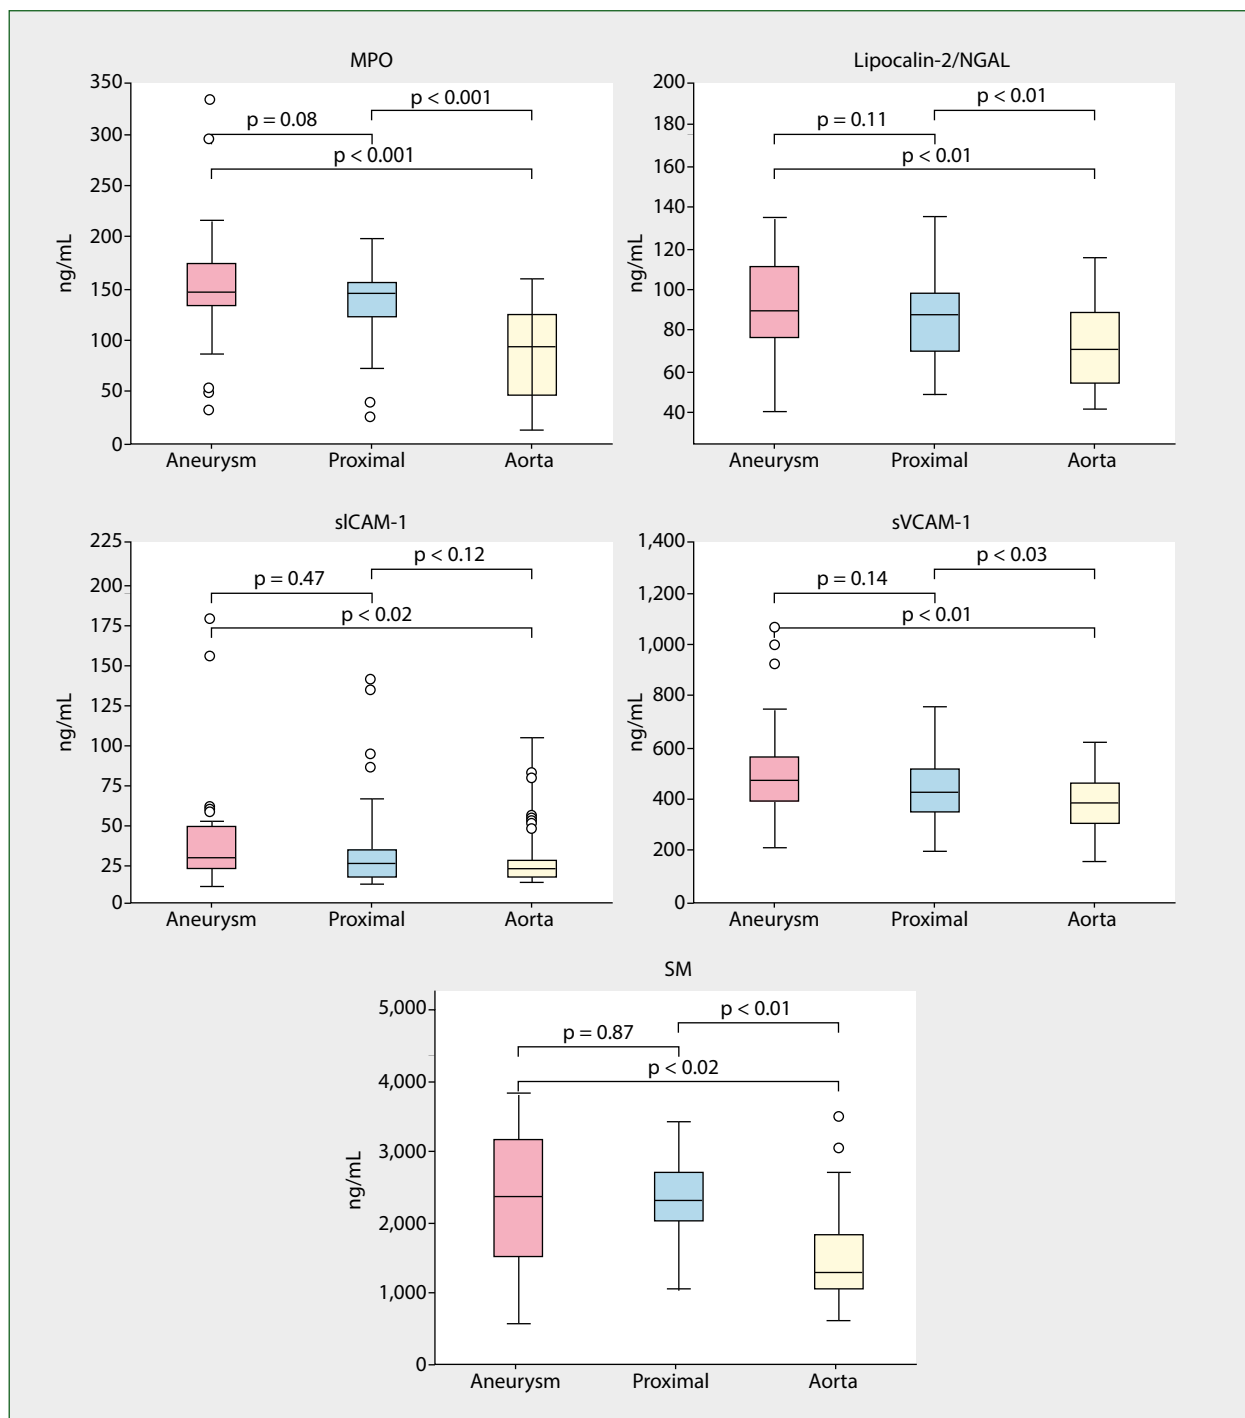 MPO
350
300
250
200
150
100
50
0
ng/mL
p < 0.001
p = 0.08
p < 0.001
Aneurysm Proximal Aorta
Lipocalin-2/NGAL
200
180
160
140
120
100
80
60
40
ng/mL
p < 0.01
p = 0.11
p < 0.01
Aneurysm Proximal Aorta
sICAM-1
225
200
175
150
125
100
75
50
25
0
ng/mL
p < 0.12
p = 0.47
p < 0.02
Aneurysm Proximal Aorta
sVCAM-1
1,400
1,200
1,000
800
600
400
200
0
ng/mL
p < 0.03
p = 0.14
p < 0.01
Aneurysm Proximal Aorta
SM
5,000
4,000
3,000
2,000
1,000
0
ng/mL
p < 0.01
p = 0.87
p < 0.02
Aneurysm Proximal Aorta